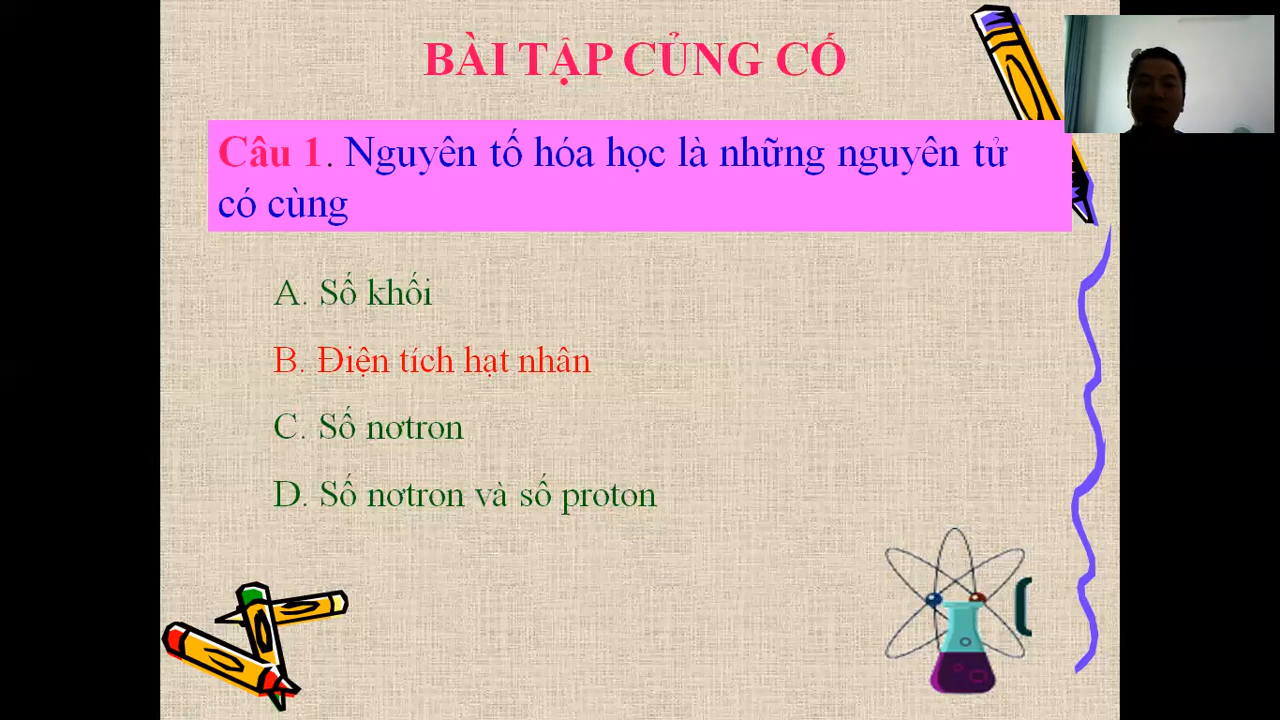 BÀI TẬP CỦNG CỐ
Câu 1. Nguyên tố hóa học là những nguyên tử
có cùng
A. Số khối
B. Điện tích hạt nhân
C. Số nơtron
D. Số nơtron và số proton